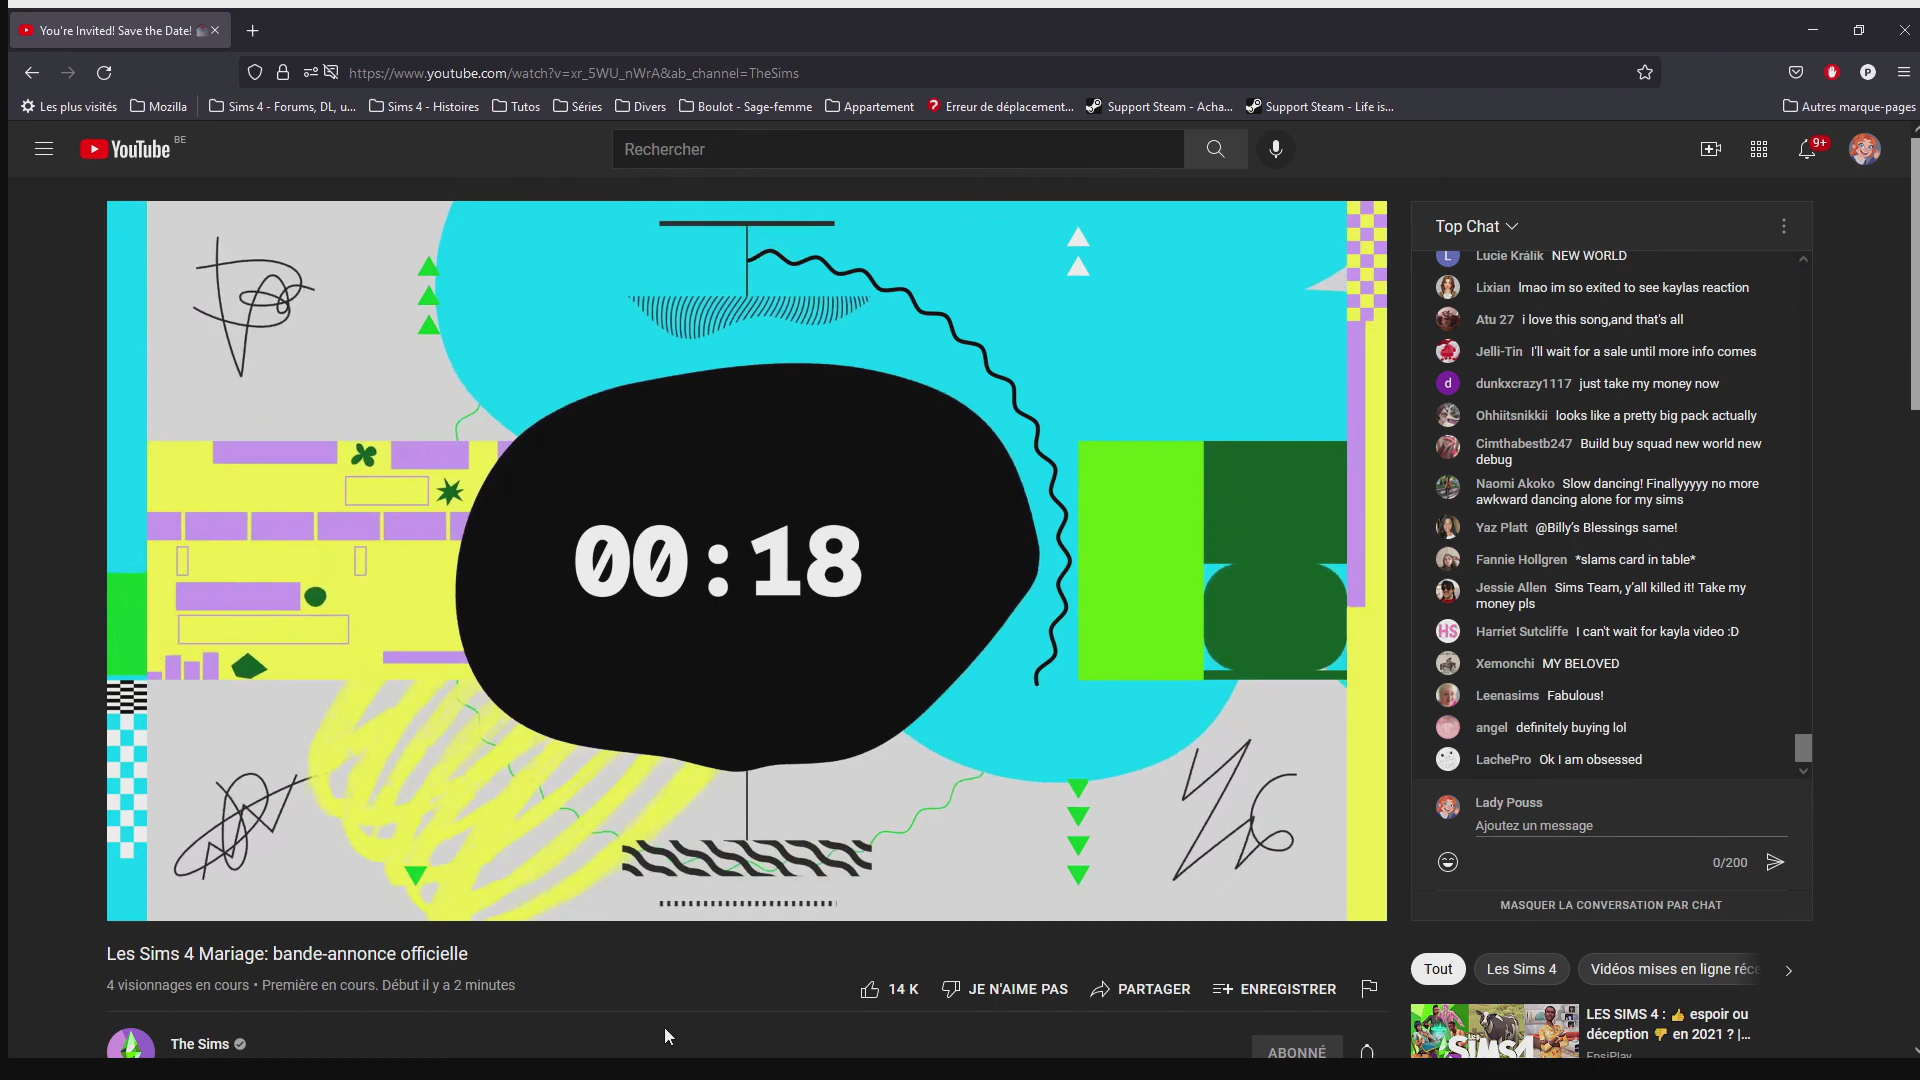 You're Invited! Save the Date!
https://www.youtube.com/watch?v=xr_5WU_nWrA&ab_channel=TheSims
Les plus visités
Mozilla
Sims 4 - Forums, DL, u...
Sims 4 - Histoires
Tutos
Séries
Divers
Boulot - Sage-femme
Appartement
Erreur de déplacement...
Support Steam - Acha...
Support Steam - Life is...
Autres marque-pages
YouTube BE
Rechercher
9+
00:18
Top Chat
Lucie Králik NEW WORLD
Lixian lmao im so exited to see kaylas reaction
Atu 27 i love this song,and that's all
Jelli-Tin I'll wait for a sale until more info comes
dunkxcrazy1117 just take my money now
Ohhiitsnikkii looks like a pretty big pack actually
Cimthabestb247 Build buy squad new world new
debug
Naomi Akoko Slow dancing! Finallyyyyy no more
awkward dancing alone for my sims
Yaz Platt @Billy's Blessings same!
Fannie Hollgren *slams card in table*
Jessie Allen Sims Team, y'all killed it! Take my
money pls
Harriet Sutcliffe I can't wait for kayla video :D
Xemonchi MY BELOVED
Leenasims Fabulous!
angel definitely buying lol
LachePro Ok I am obsessed
Lady Pouss
Ajoutez un message
0/200
MASQUER LA CONVERSATION PAR CHAT
Les Sims 4 Mariage: bande-annonce officielle
4 visionnages en cours • Première en cours. Début il y a 2 minutes
14 K
JE N'AIME PAS
PARTAGER
ENREGISTRER
The Sims
ABONNÉ
Tout
Les Sims 4
Vidéos mises en ligne réce
LES SIMS 4 : 👍 espoir ou
déception 👎 en 2021 ? |...
EpsiPlay